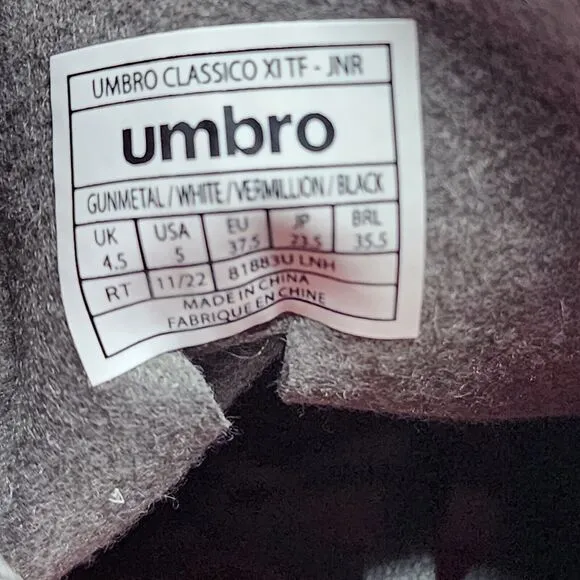 UMBRO CLASSICO XI TF - JNR
umbro
GUNMETAL / WHITE / VERMILLION / BLACK
UK USA EU JP BRL
4.5 5 37.5 23.5 35.5
RT 11/22 81883U LNH
MADE IN CHINA
FABRIQUE EN CHINE